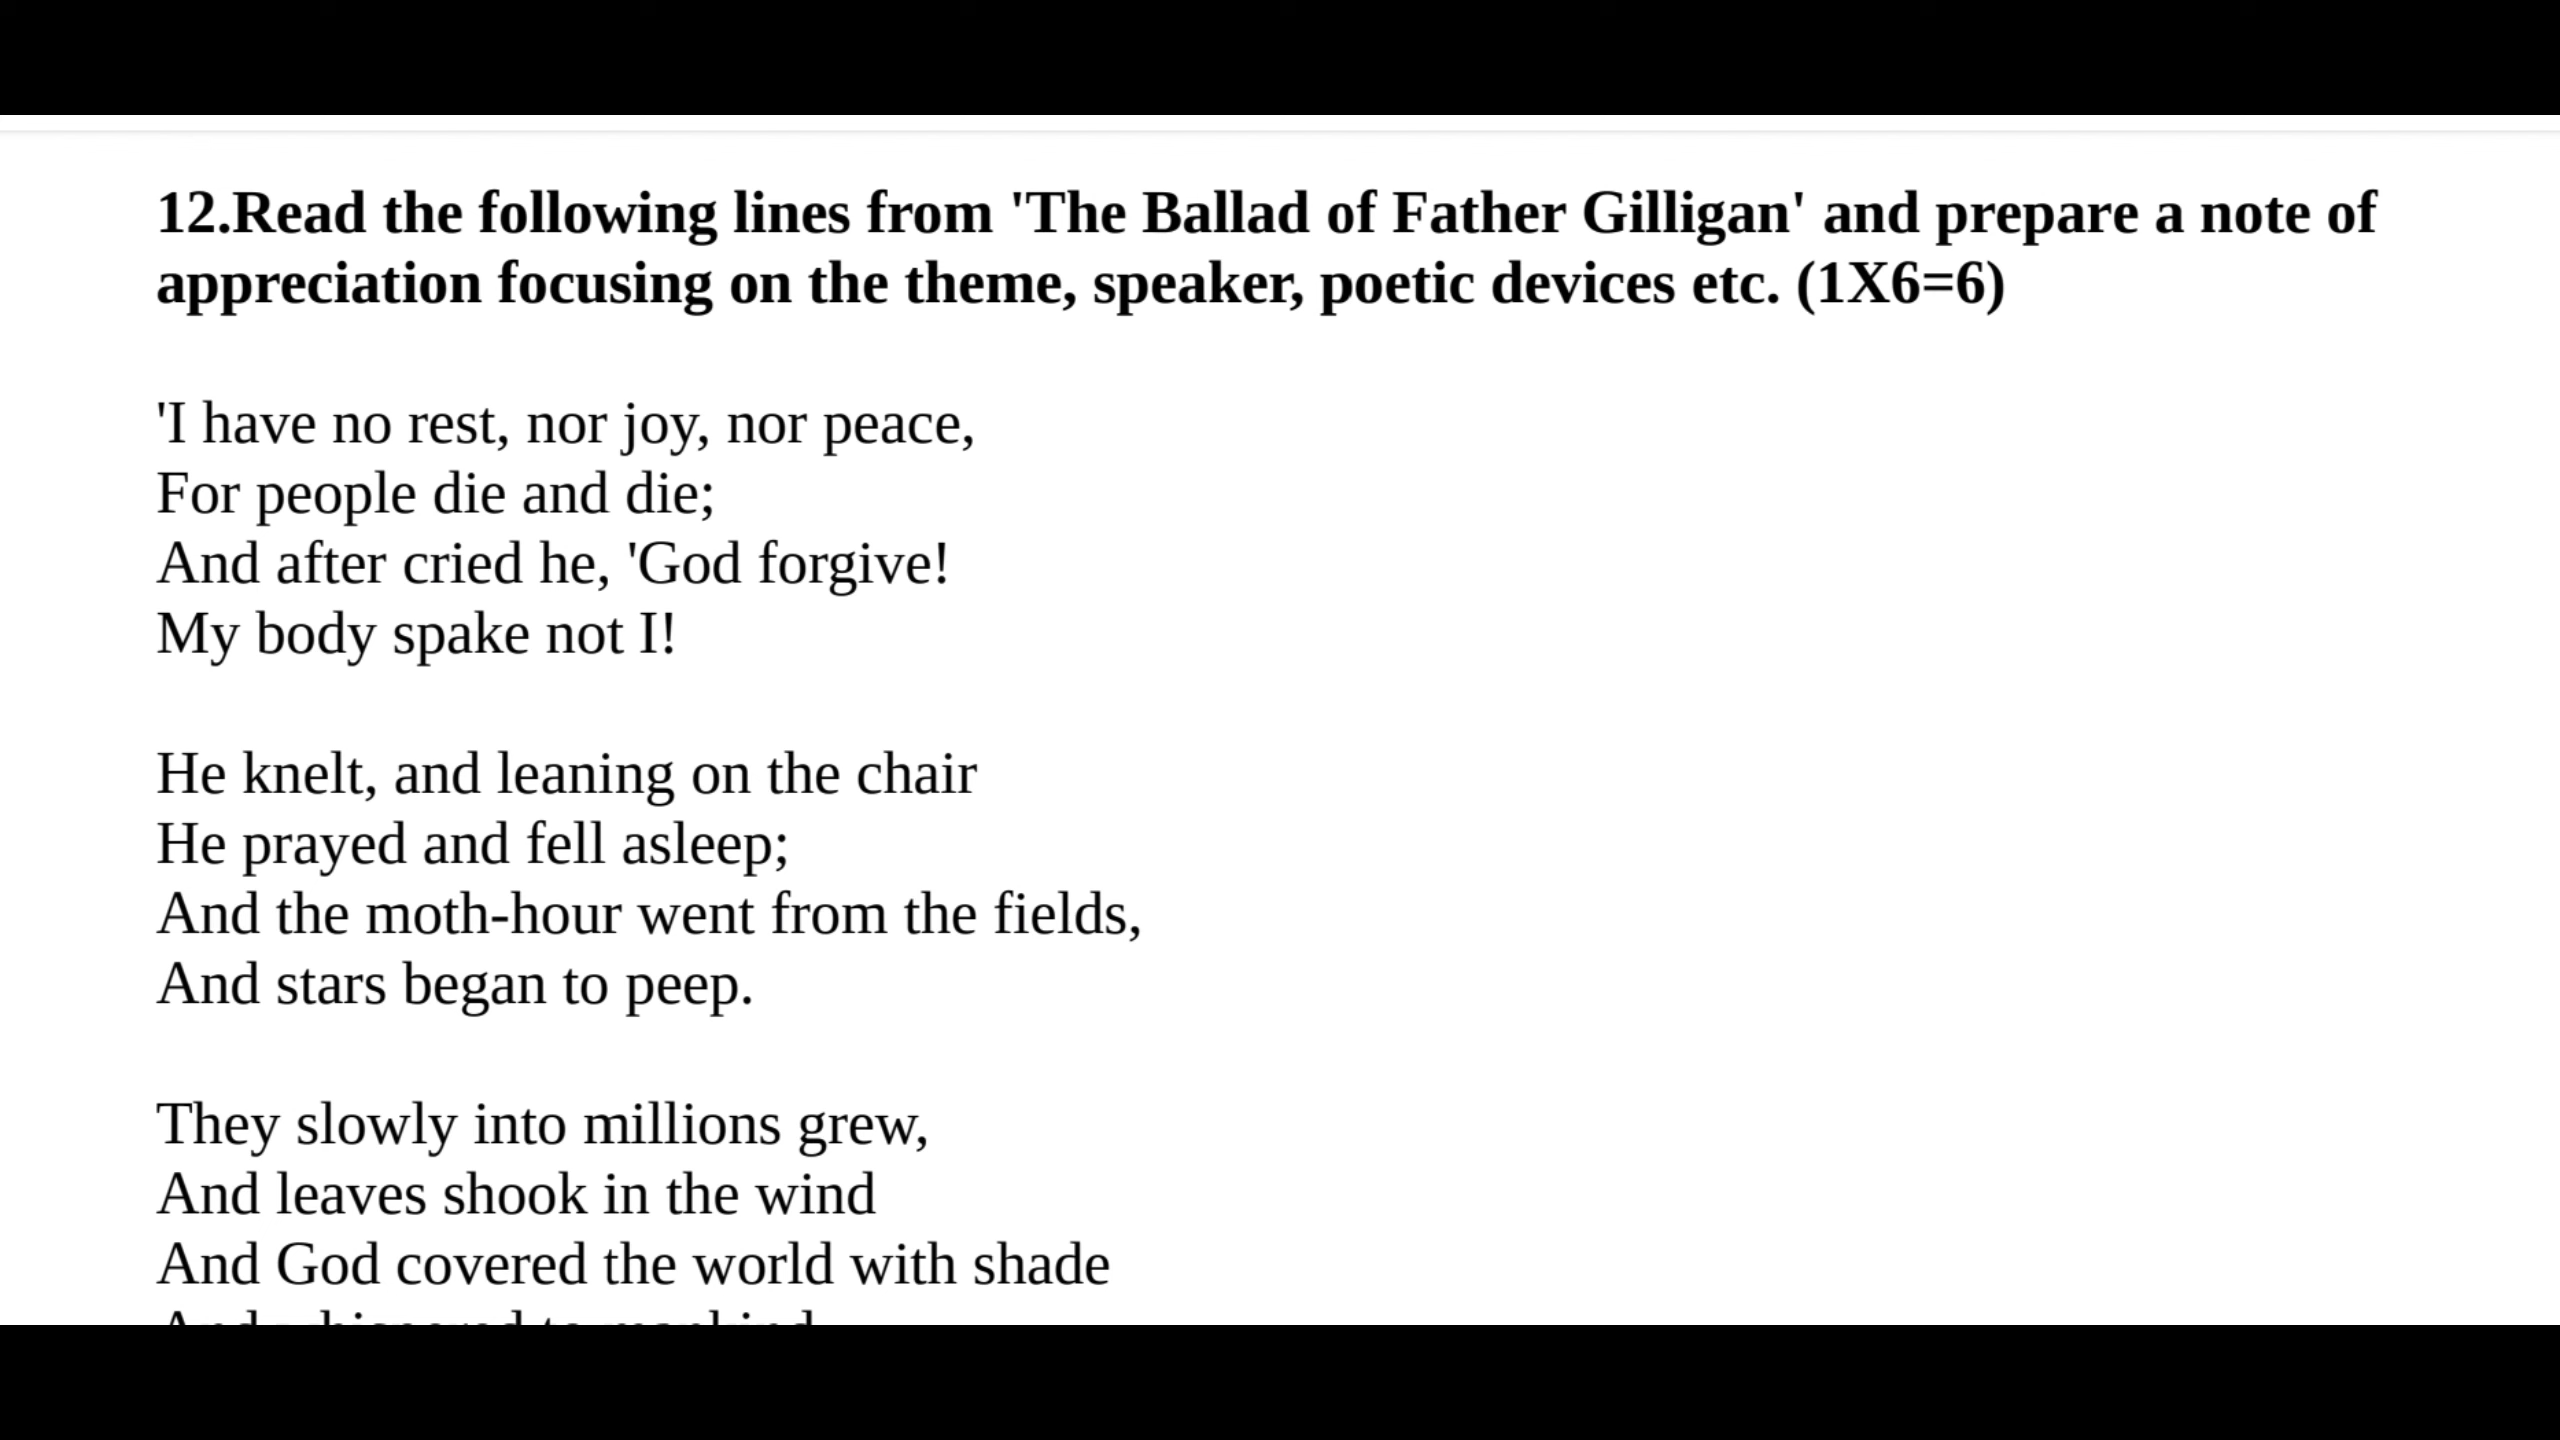 12.Read the following lines from 'The Ballad of Father Gilligan' and prepare a note of
appreciation focusing on the theme, speaker, poetic devices etc. (1X6=6)
'I have no rest, nor joy, nor peace,
For people die and die;
And after cried he, 'God forgive!
My body spake not I!
He knelt, and leaning on the chair
He prayed and fell asleep;
And the moth-hour went from the fields,
And stars began to peep.
They slowly into millions grew,
And leaves shook in the wind
And God covered the world with shade
And whispered to mankind